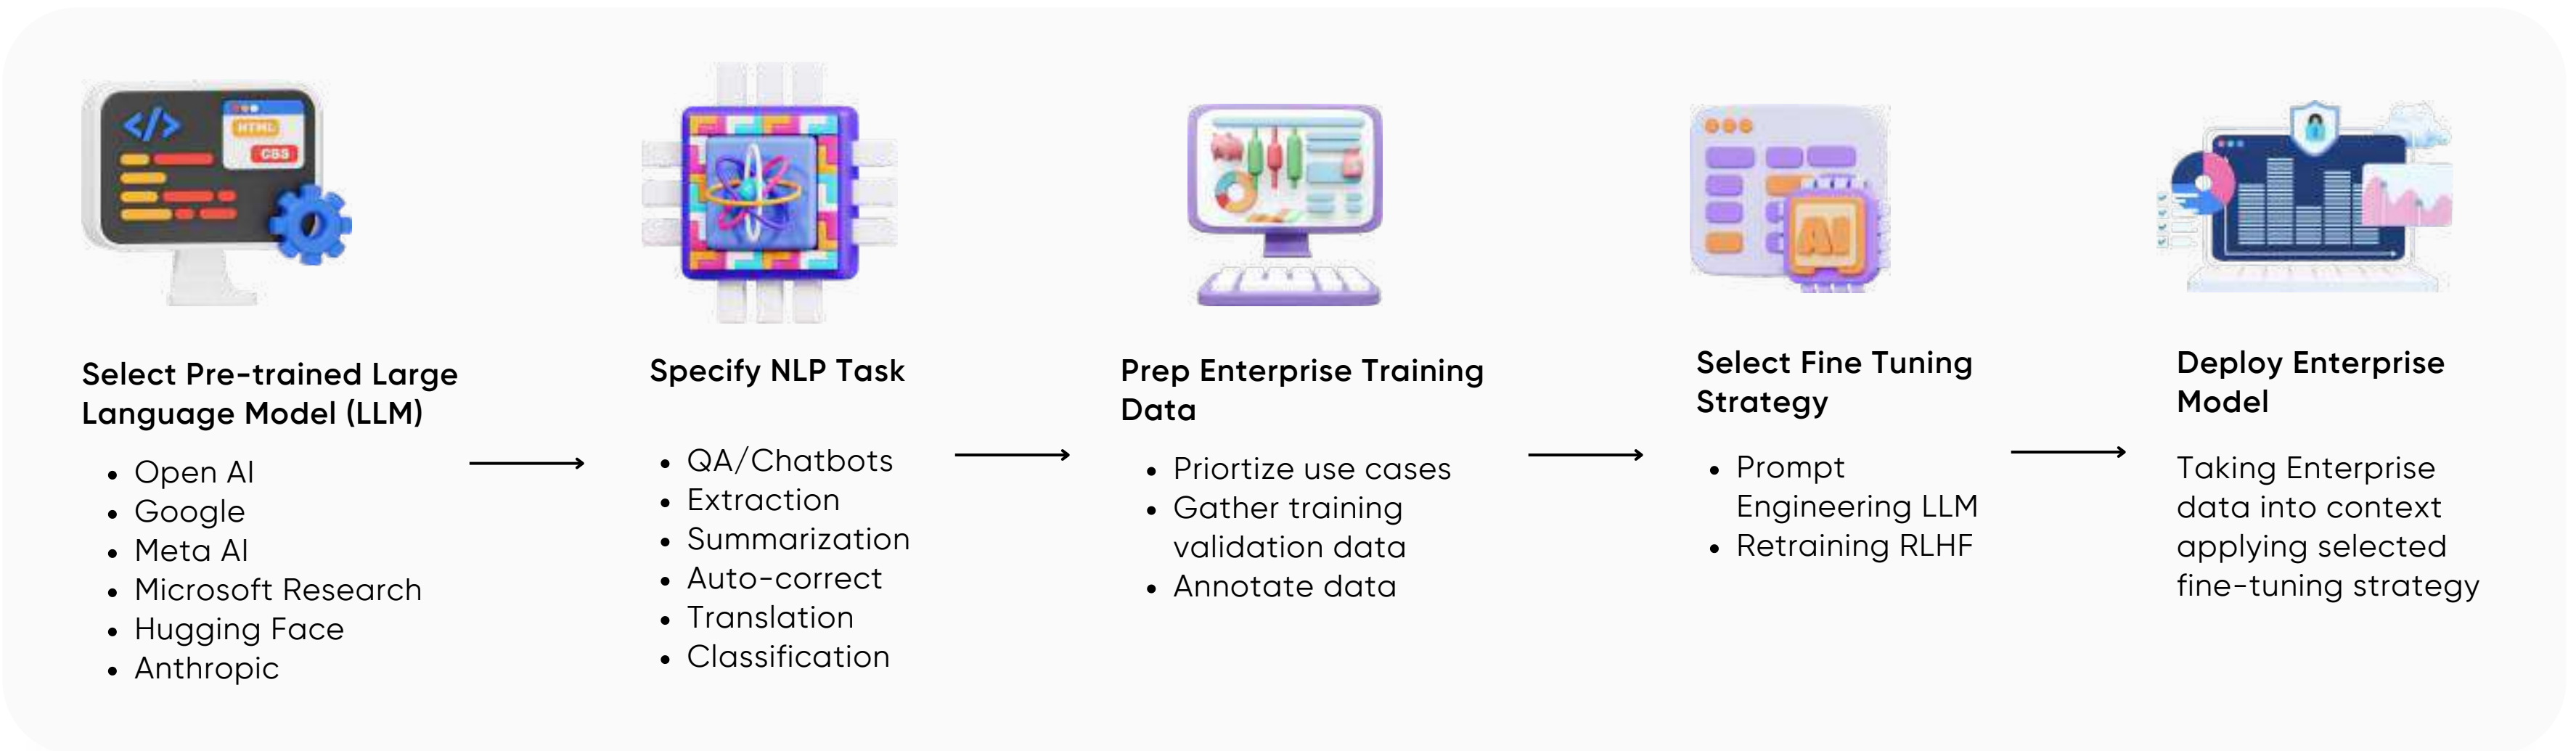 </>
HTML
CSS
AI
Select Pre-trained Large
Language Model (LLM)
• Open AI
• Google
• Meta AI
• Microsoft Research
• Hugging Face
• Anthropic
Specify NLP Task
• QA/Chatbots
• Extraction
• Summarization
• Auto-correct
• Translation
• Classification
Prep Enterprise Training
Data
• Priortize use cases
• Gather training
validation data
• Annotate data
Select Fine Tuning
Strategy
• Prompt
Engineering LLM
• Retraining RLHF
Deploy Enterprise
Model
Taking Enterprise
data into context
applying selected
fine-tuning strategy